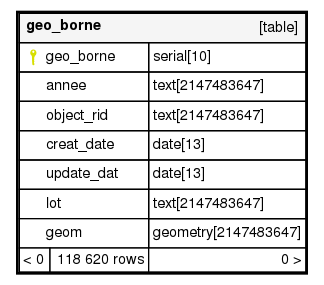 geo_borne [table]
geo_borne serial[10]
annee text[2147483647]
object_rid text[2147483647]
creat_date date[13]
update_dat date[13]
lot text[2147483647]
geom geometry[2147483647]
< 0 118 620 rows 0 >